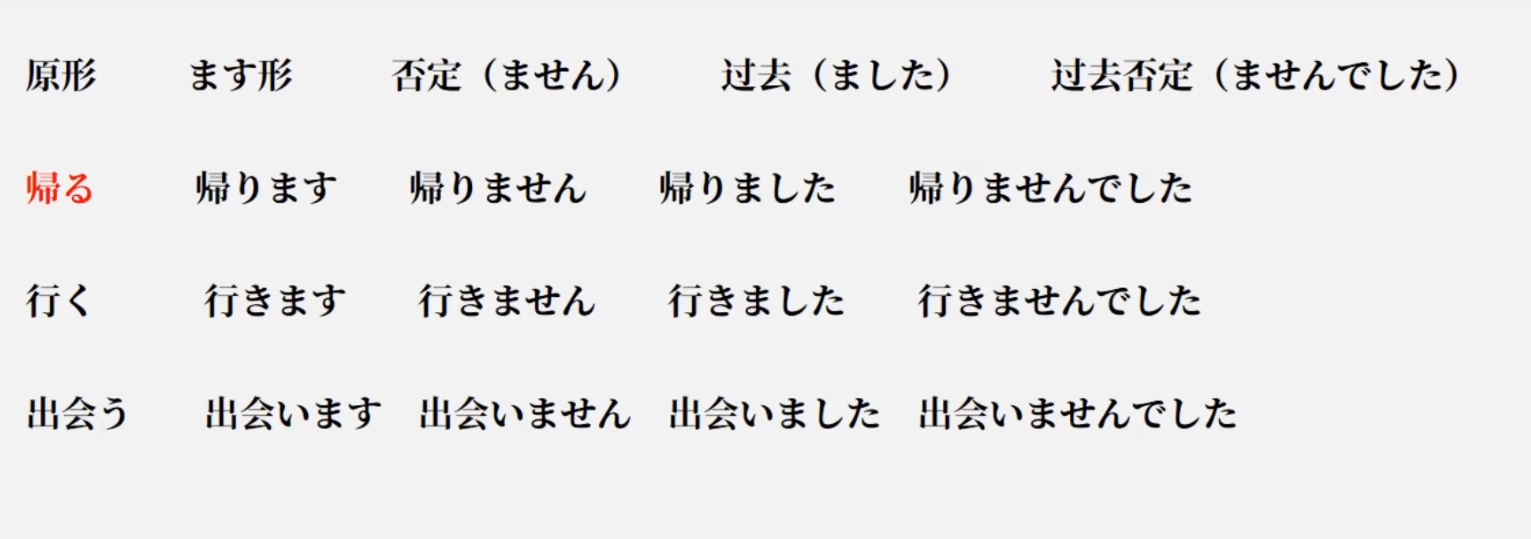 原形 ます形 否定（ません） 过去（ました） 过去否定（ませんでした）
帰る 帰ります 帰りません 帰りました 帰りませんでした
行く 行きます 行きません 行きました 行きませんでした
出会う 出会います 出会いません 出会いました 出会いませんでした